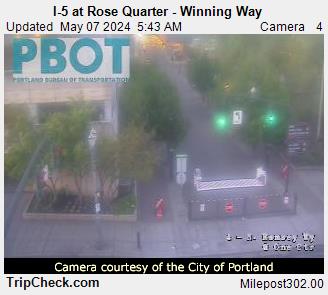 I-5 at Rose Quarter - Winning Way
Updated May 07 2024 5:43 AM Camera 4
PBOT
PORTLAND BUREAU OF TRANSPORTATION
Camera courtesy of the City of Portland
TripCheck.com Milepost302.00